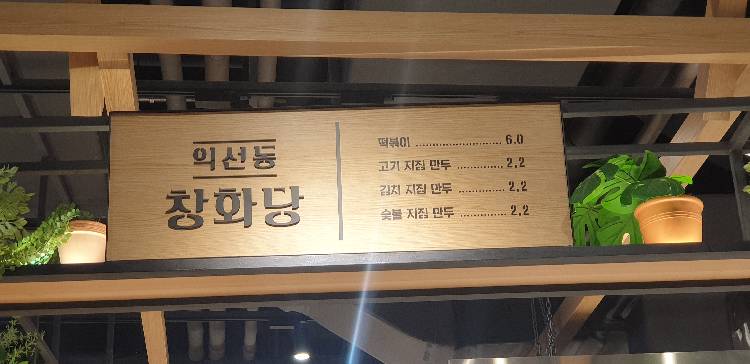 익선동
창화당
떡볶이 .............................. 6.0
고기 지짐 만두 ................ 2.2
김치 지짐 만두 ................ 2.2
숯불 지짐 만두 ................ 2.2